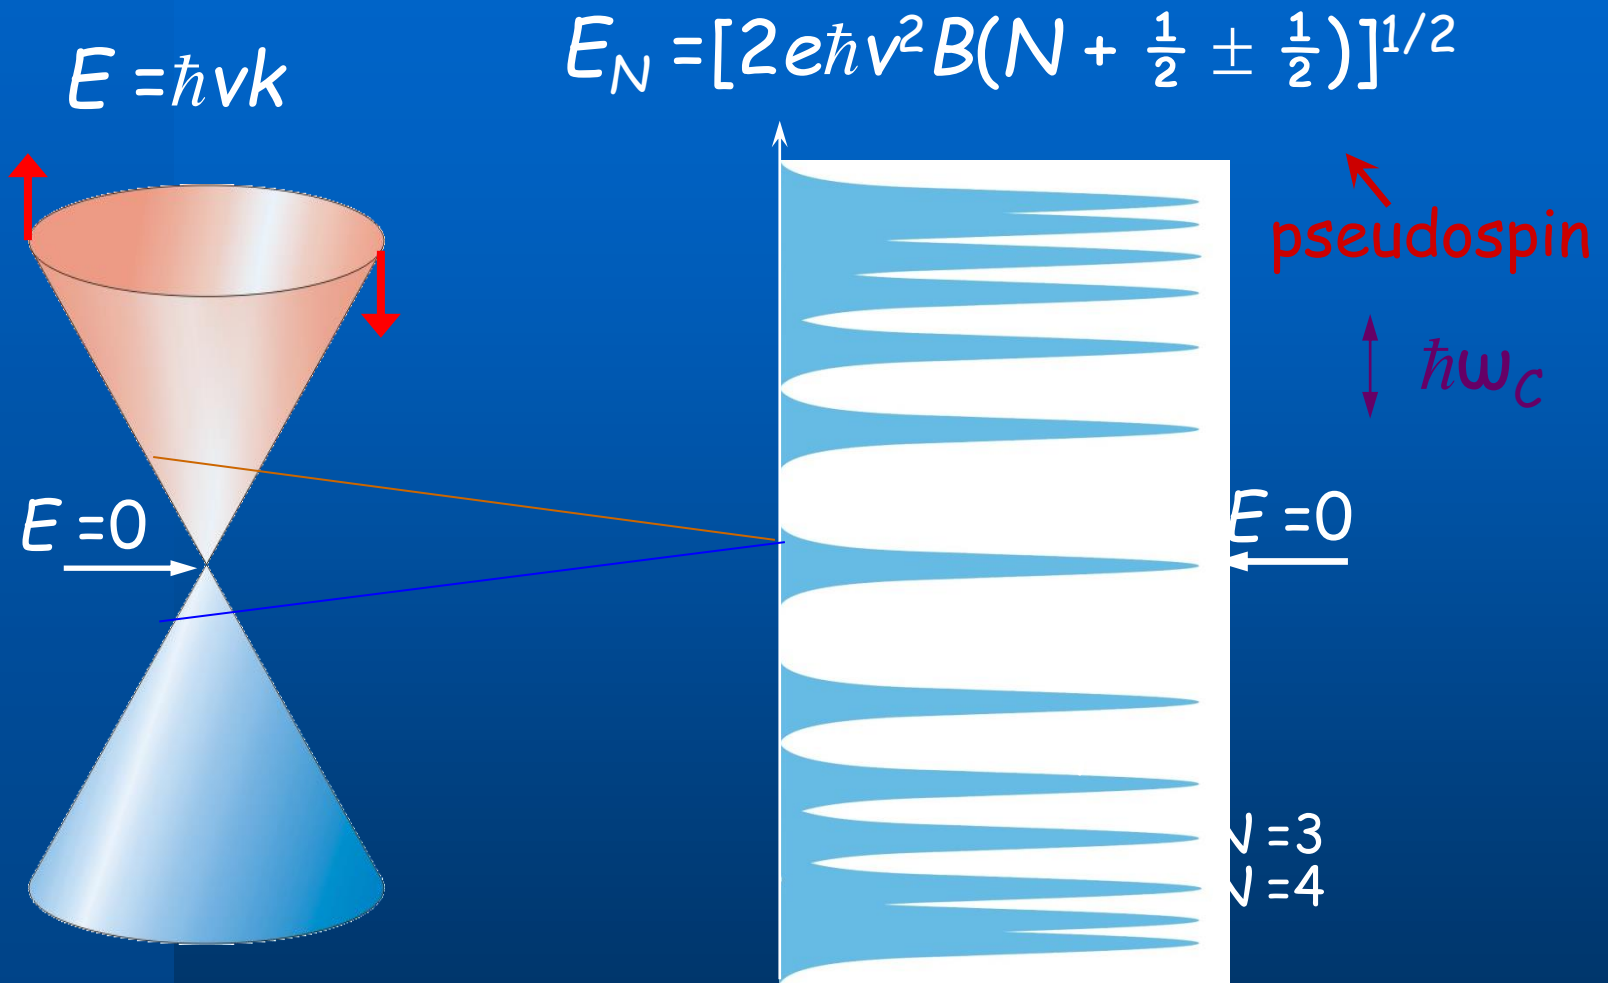 E = ħvk
E_N = [2eħv²B(N + ½ ± ½)]^1/2
pseudospin
ħω_C
E = 0
E = 0
N = 3
N = 4